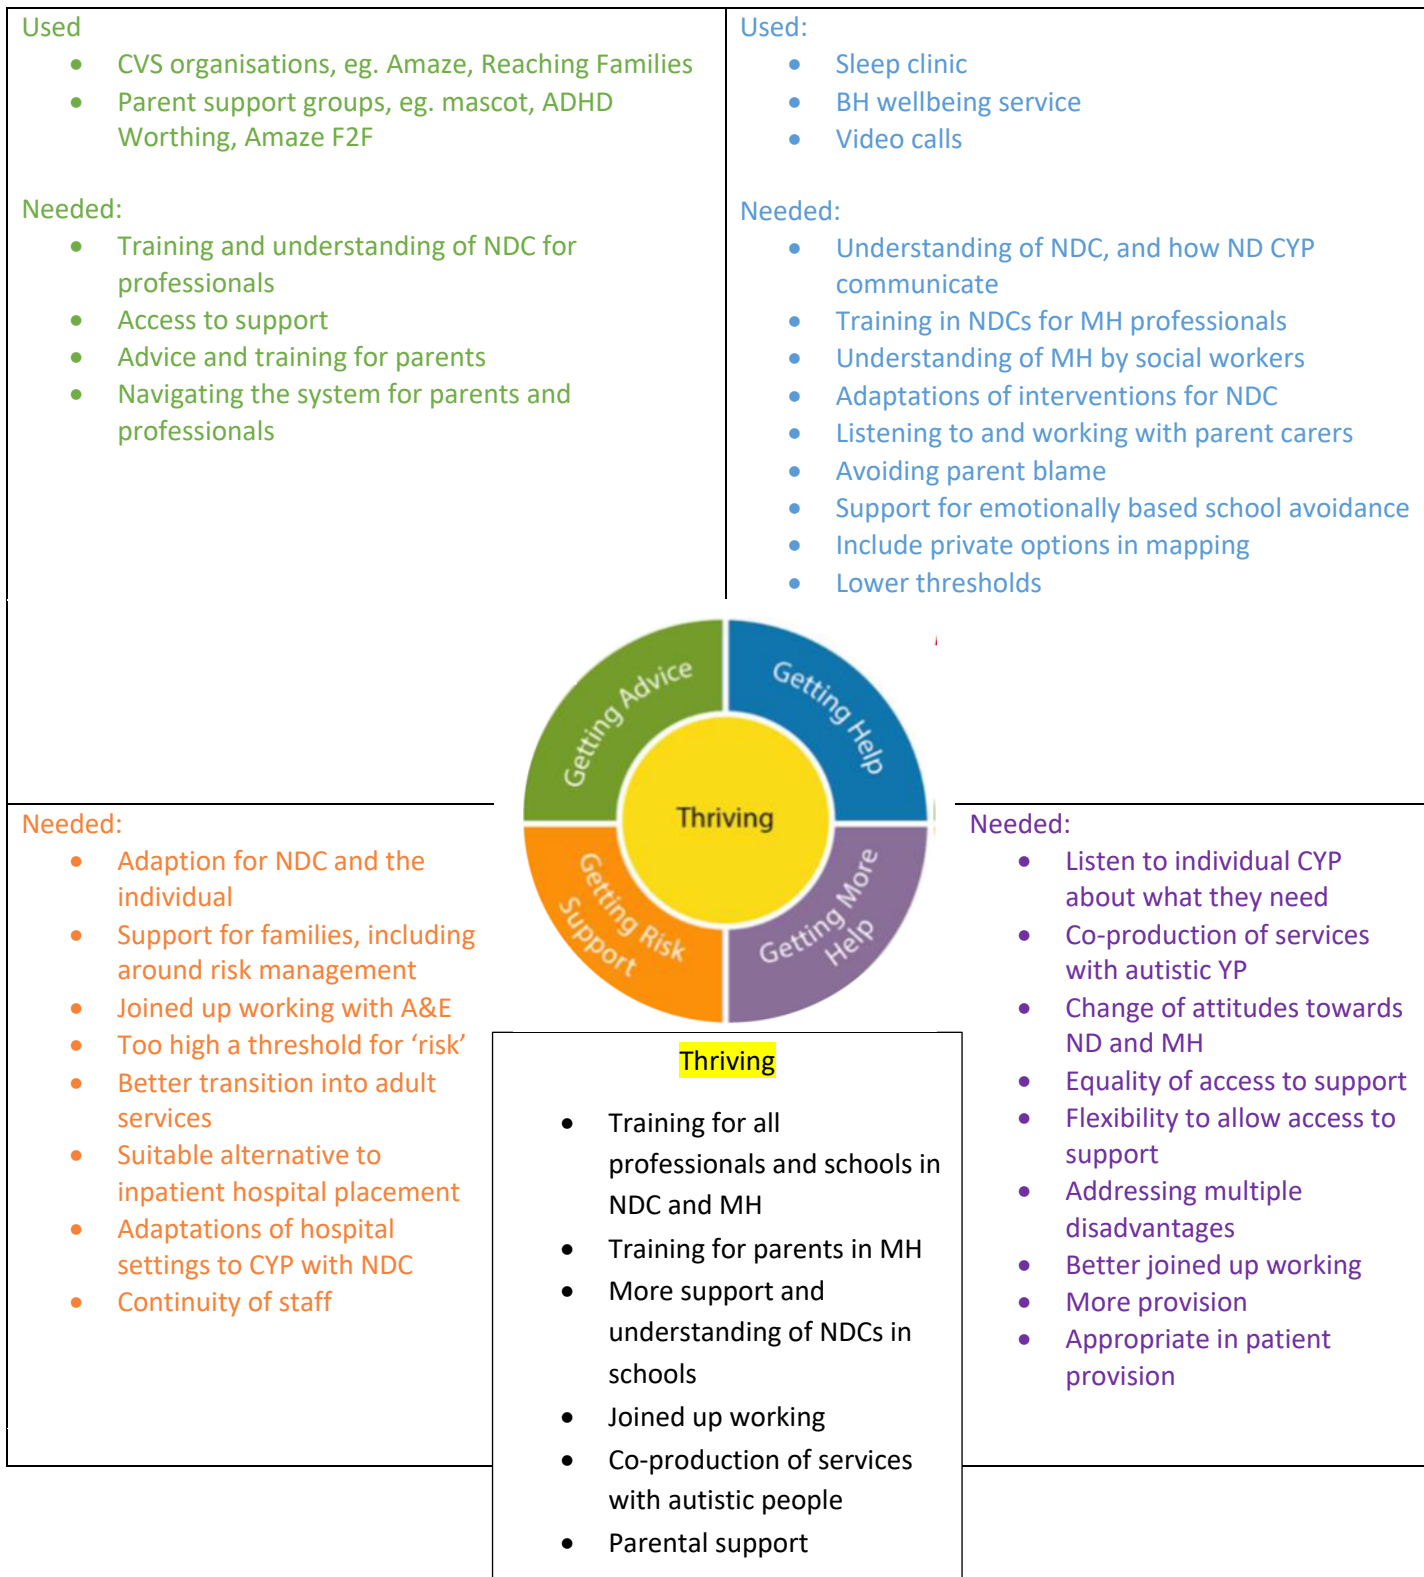 Used
• CVS organisations, eg. Amaze, Reaching Families
• Parent support groups, eg. mascot, ADHD
Worthing, Amaze F2F
Needed:
• Training and understanding of NDC for
professionals
• Access to support
• Advice and training for parents
• Navigating the system for parents and
professionals
Used:
• Sleep clinic
• BH wellbeing service
• Video calls
Needed:
• Understanding of NDC, and how ND CYP
communicate
• Training in NDCs for MH professionals
• Understanding of MH by social workers
• Adaptations of interventions for NDC
• Listening to and working with parent carers
• Avoiding parent blame
• Support for emotionally based school avoidance
• Include private options in mapping
• Lower thresholds
Getting Advice
Getting Help
Thriving
Getting Risk
Support
Getting More
Help
Needed:
• Adaption for NDC and the
individual
• Support for families, including
around risk management
• Joined up working with A&E
• Too high a threshold for ‘risk’
• Better transition into adult
services
• Suitable alternative to
inpatient hospital placement
• Adaptations of hospital
settings to CYP with NDC
• Continuity of staff
Thriving
• Training for all
professionals and schools in
NDC and MH
• Training for parents in MH
• More support and
understanding of NDCs in
schools
• Joined up working
• Co-production of services
with autistic people
• Parental support
Needed:
• Listen to individual CYP
about what they need
• Co-production of services
with autistic YP
• Change of attitudes towards
ND and MH
• Equality of access to support
• Flexibility to allow access to
support
• Addressing multiple
disadvantages
• Better joined up working
• More provision
• Appropriate in patient
provision